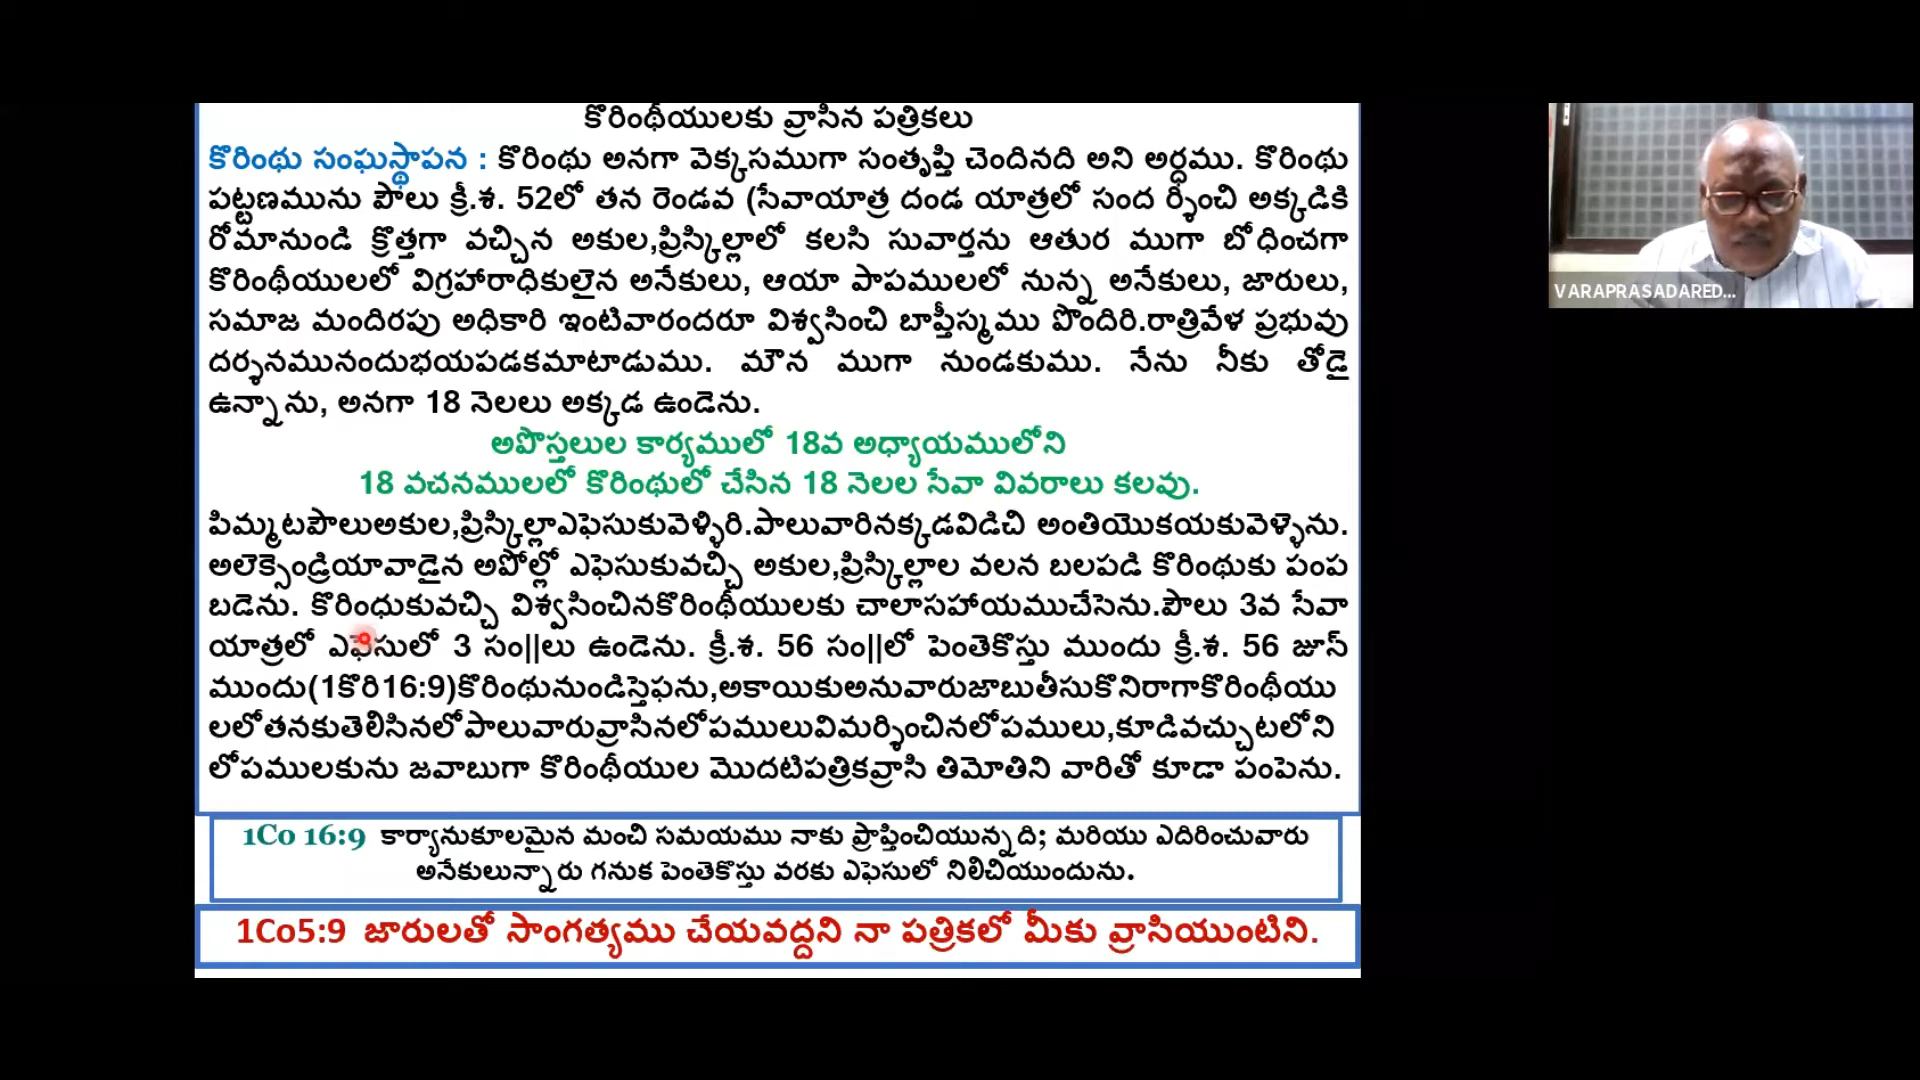 కొరింథీయులకు వ్రాసిన పత్రికలు
కొరింథు సంఘస్థాపన : కొరింథు అనగా వెక్కసముగా సంతృప్తి చెందినది అని అర్ధము. కొరింథు
పట్టణమును పౌలు క్రీ.శ. 52లో తన రెండవ (సేవాయాత్ర దండ యాత్రలో సంద ర్శించి అక్కడికి
రోమానుండి క్రొత్తగా వచ్చిన అకుల,ప్రిస్కిల్లాలో కలసి సువార్తను ఆతుర ముగా బోధించగా
కొరింథీయులలో విగ్రహారాధికులైన అనేకులు, ఆయా పాపములలో నున్న అనేకులు, జారులు,
సమాజ మందిరపు అధికారి ఇంటివారందరూ విశ్వసించి బాప్తీస్మము పొందిరి.రాత్రివేళ ప్రభువు
దర్శనమునందుభయపడకమాటాడుము. మౌన ముగా నుండకుము. నేను నీకు తోడై
ఉన్నాను, అనగా 18 నెలలు అక్కడ ఉండెను.
అపొస్తలుల కార్యములో 18వ అధ్యాయములోని
18 వచనములలో కొరింథులో చేసిన 18 నెలల సేవా వివరాలు కలవు.
పిమ్మటపౌలుఅకుల,ప్రిస్కిల్లాఎఫెసుకువెళ్ళిరి.పాలువారినక్కడవిడిచి అంతియొకయకువెళ్ళెను.
అలెక్సెండ్రియావాడైన అపోల్లో ఎఫెసుకువచ్చి అకుల,ప్రిస్కిల్లాల వలన బలపడి కొరింథుకు పంప
బడెను. కొరింధుకువచ్చి విశ్వసించినకొరింథీయులకు చాలాసహాయముచేసెను.పౌలు 3వ సేవా
యాత్రలో ఎఫెసులో 3 సం||లు ఉండెను. క్రీ.శ. 56 సం||లో పెంతెకొస్తు ముందు క్రీ.శ. 56 జూస్
ముందు(1కొరి16:9)కొరింథునుండిస్తెఫను,అకాయికుఅనువారుజాబుతీసుకొనిరాగాకొరింథీయు
లలోతనకుతెలిసినలోపాలువారువ్రాసినలోపములువిమర్శించినలోపములు,కూడివచ్చుటలోని
లోపములకును జవాబుగా కొరింథీయుల మొదటిపత్రికవ్రాసి తిమోతిని వారితో కూడా పంపెను.
1Co 16:9 కార్యానుకూలమైన మంచి సమయము నాకు ప్రాప్తించియున్నది; మరియు ఎదిరించువారు
అనేకులున్నారు గనుక పెంతెకొస్తు వరకు ఎఫెసులో నిలిచియుందును.
1Co5:9 జారులతో సాంగత్యము చేయవద్దని నా పత్రికలో మీకు వ్రాసియుంటిని.
VARAPRASADARED...